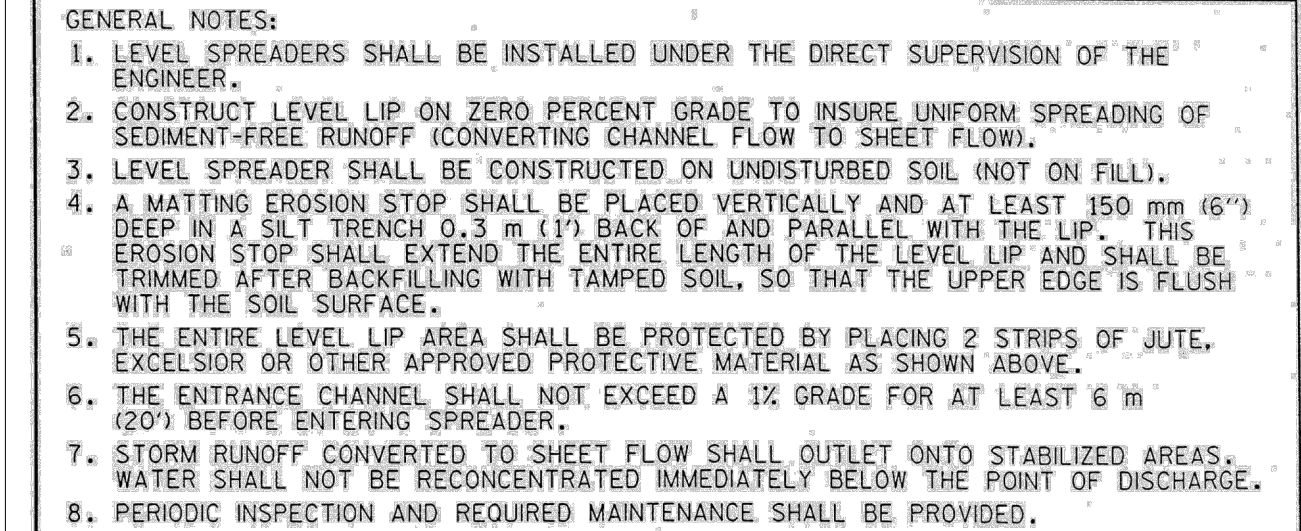 GENERAL NOTES:
1. LEVEL SPREADERS SHALL BE INSTALLED UNDER THE DIRECT SUPERVISION OF THE
ENGINEER.
2. CONSTRUCT LEVEL LIP ON ZERO PERCENT GRADE TO INSURE UNIFORM SPREADING OF
SEDIMENT-FREE RUNOFF (CONVERTING CHANNEL FLOW TO SHEET FLOW).
3. LEVEL SPREADER SHALL BE CONSTRUCTED ON UNDISTURBED SOIL (NOT ON FILL).
4. A MATTING EROSION STOP SHALL BE PLACED VERTICALLY AND AT LEAST 150 mm (6'')
DEEP IN A SILT TRENCH 0.3 m (1') BACK OF AND PARALLEL WITH THE LIP. THIS
EROSION STOP SHALL EXTEND THE ENTIRE LENGTH OF THE LEVEL LIP AND SHALL BE
TRIMMED AFTER BACKFILLING WITH TAMPED SOIL, SO THAT THE UPPER EDGE IS FLUSH
WITH THE SOIL SURFACE.
5. THE ENTIRE LEVEL LIP AREA SHALL BE PROTECTED BY PLACING 2 STRIPS OF JUTE,
EXCELSIOR OR OTHER APPROVED PROTECTIVE MATERIAL AS SHOWN ABOVE.
6. THE ENTRANCE CHANNEL SHALL NOT EXCEED A 1% GRADE FOR AT LEAST 6 m
(20') BEFORE ENTERING SPREADER.
7. STORM RUNOFF CONVERTED TO SHEET FLOW SHALL OUTLET ONTO STABILIZED AREAS.
WATER SHALL NOT BE RECONCENTRATED IMMEDIATELY BELOW THE POINT OF DISCHARGE.
8. PERIODIC INSPECTION AND REQUIRED MAINTENANCE SHALL BE PROVIDED.